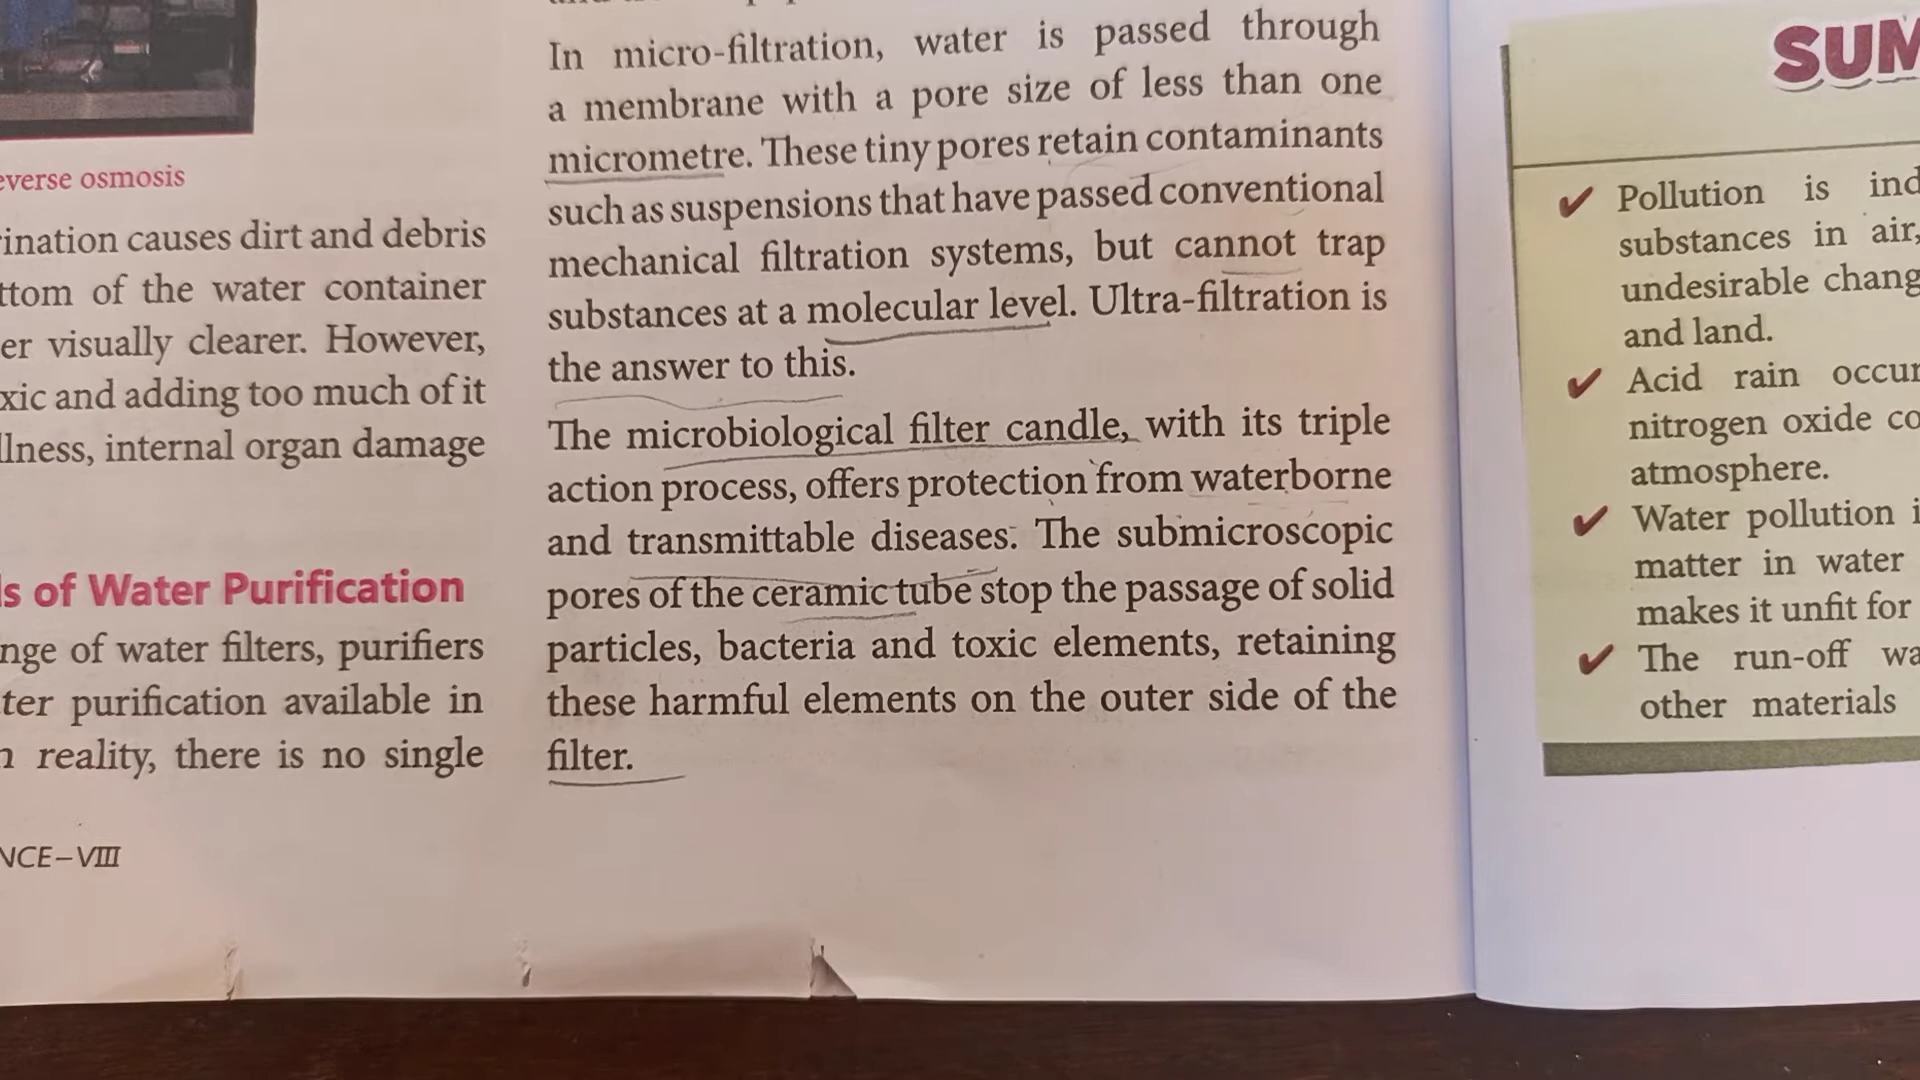 everse osmosis
ination causes dirt and debris
ttom of the water container
er visually clearer. However,
xic and adding too much of it
llness, internal organ damage
ls of Water Purification
nge of water filters, purifiers
ter purification available in
reality, there is no single
NCE–VIII
In micro-filtration, water is passed through
a membrane with a pore size of less than one
micrometre. These tiny pores retain contaminants
such as suspensions that have passed conventional
mechanical filtration systems, but cannot trap
substances at a molecular level. Ultra-filtration is
the answer to this.
The microbiological filter candle, with its triple
action process, offers protection from waterborne
and transmittable diseases. The submicroscopic
pores of the ceramic tube stop the passage of solid
particles, bacteria and toxic elements, retaining
these harmful elements on the outer side of the
filter.
SUM
✔ Pollution is ind
substances in air,
undesirable chang
and land.
✔ Acid rain occur
nitrogen oxide co
atmosphere.
✔ Water pollution i
matter in water
makes it unfit for
✔ The run-off wa
other materials